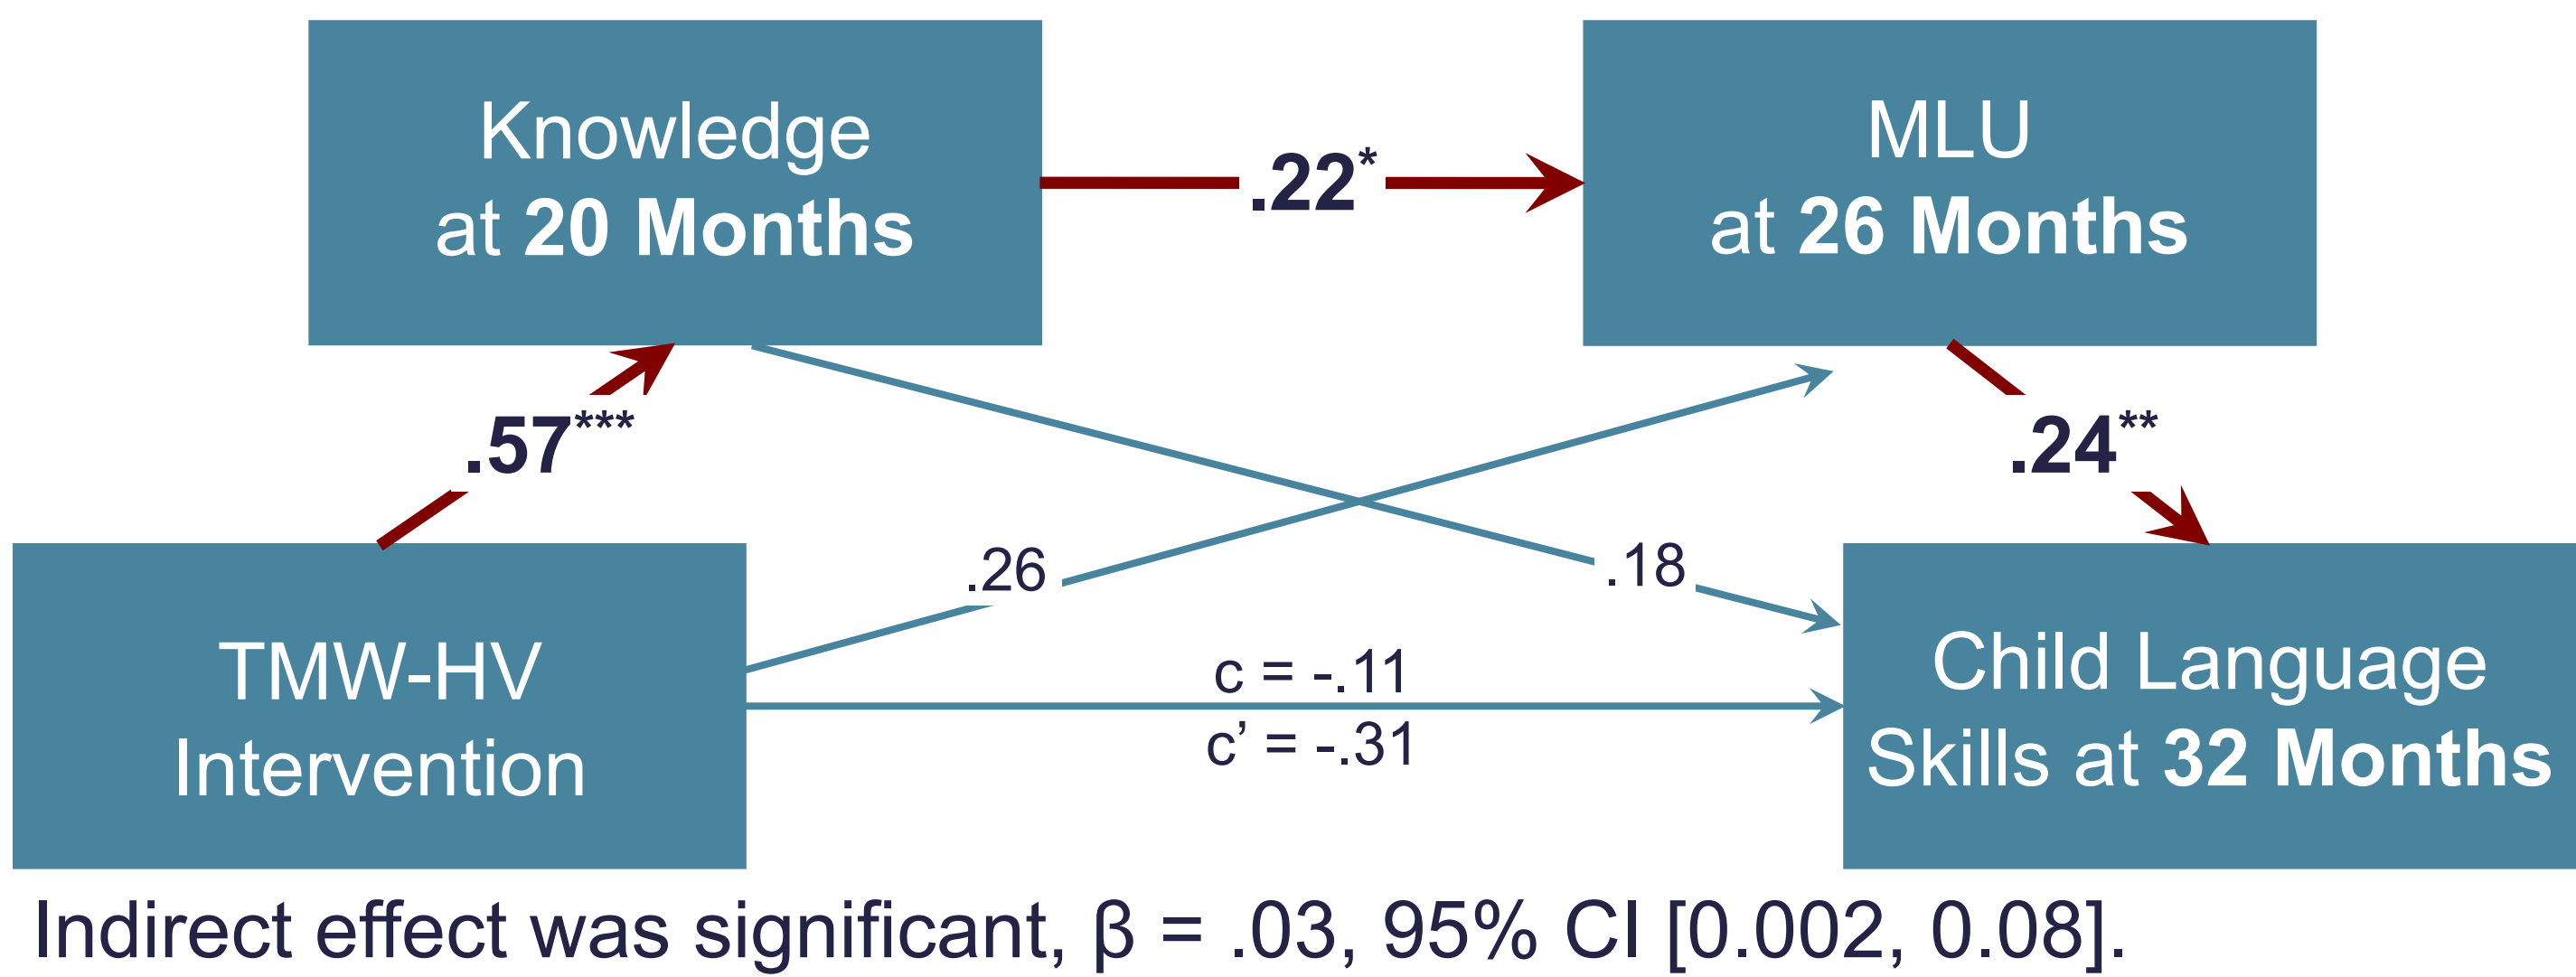 Knowledge
at 20 Months
.22*
MLU
at 26 Months
.57***
.24**
.26
.18
TMW-HV
Intervention
c = -.11
c’ = -.31
Child Language
Skills at 32 Months
Indirect effect was significant, β = .03, 95% CI [0.002, 0.08].